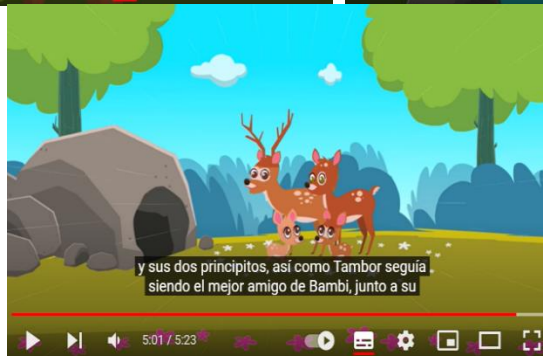 y sus dos principitos, así como Tambor seguía
siendo el mejor amigo de Bambi, junto a su
5:01 / 5:23